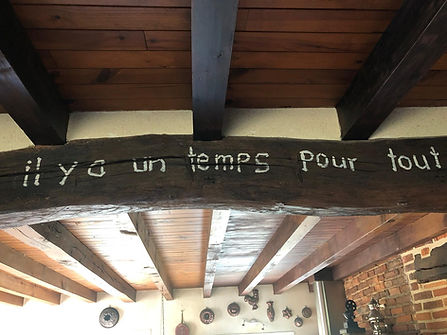 il y a un temps pour tout